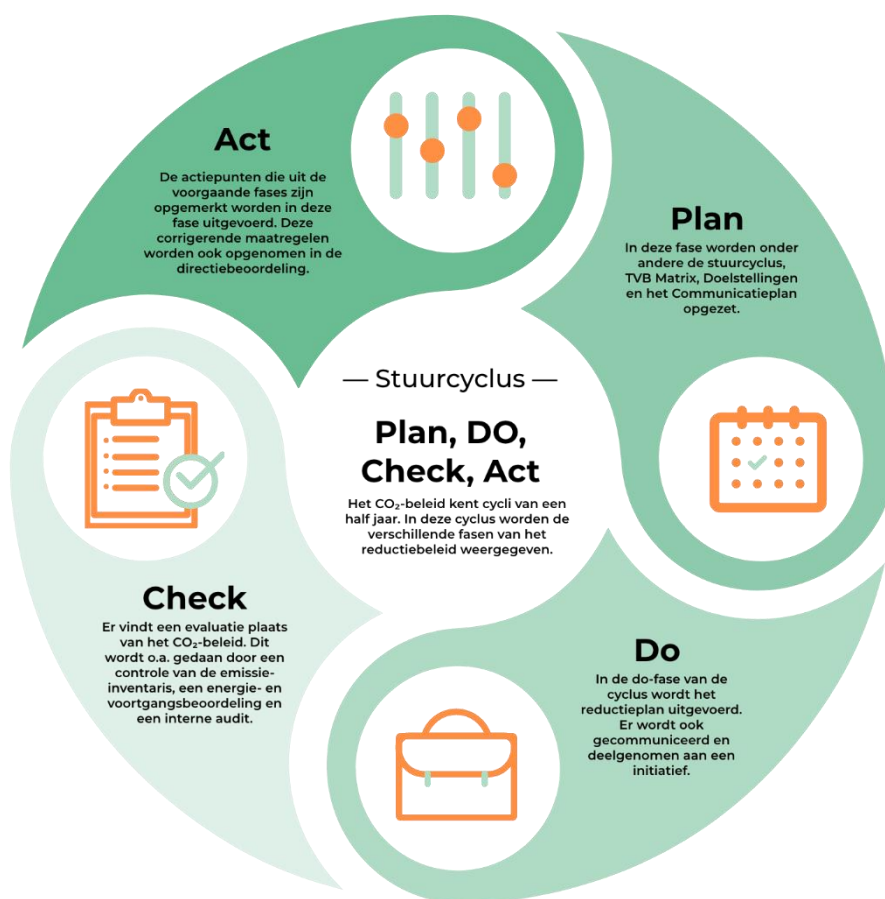 — Stuurcyclus —
Plan, DO,
Check, Act
Het CO₂-beleid kent cycli van een
half jaar. In deze cyclus worden de
verschillende fasen van het
reductiebeleid weergegeven.
Plan
In deze fase worden onder
andere de stuurcyclus,
TVB Matrix, Doelstellingen
en het Communicatieplan
opgezet.
Do
In de do-fase van de
cyclus wordt het
reductieplan uitgevoerd.
Er wordt ook
gecommuniceerd en
deelgenomen aan een
initiatief.
Check
Er vindt een evaluatie plaats
van het CO₂-beleid. Dit
wordt o.a. gedaan door een
controle van de emissie-
inventaris, een energie- en
voortgangsbeoordeling en
een interne audit.
Act
De actiepunten die uit de
voorgaande fases zijn
opgemerkt worden in deze
fase uitgevoerd. Deze
corrigerende maatregelen
worden ook opgenomen in de
directiebeoordeling.